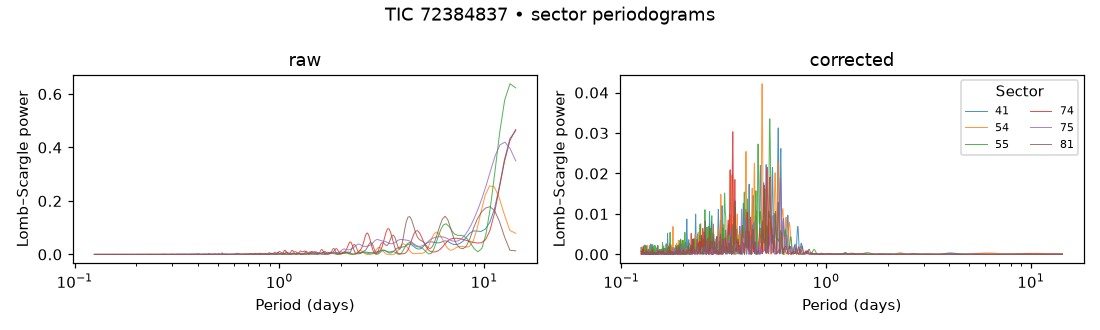 TIC 72384837 • sector periodograms
raw
corrected
Lomb–Scargle power
0.6
0.4
0.2
0.0
10⁻¹
10⁰
10¹
Period (days)
Lomb–Scargle power
0.04
0.03
0.02
0.01
0.00
10⁻¹
10⁰
10¹
Period (days)
Sector
41 74
54 75
55 81